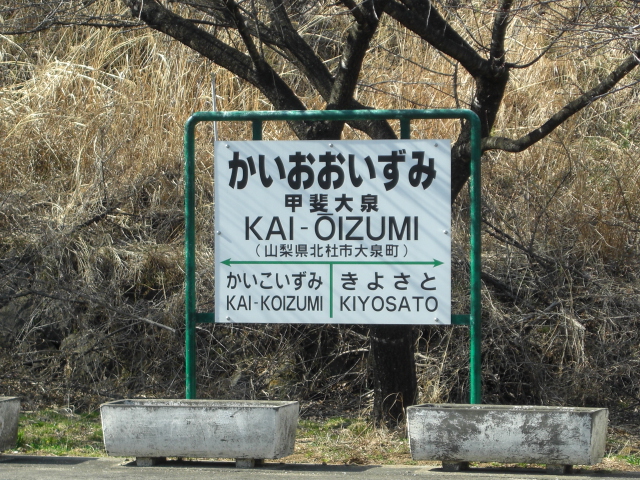 かいおおいずみ
甲斐大泉
KAI-ŌIZUMI
(山梨県北杜市大泉町)
かいこいずみ きよさと
KAI-KOIZUMI KIYOSATO